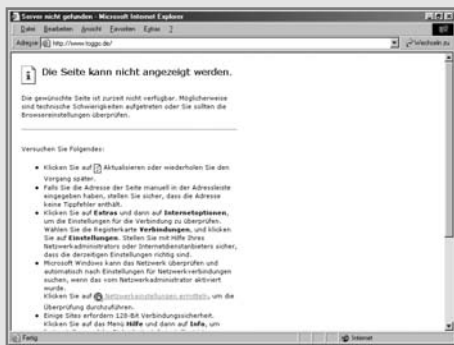 Server nicht gefunden - Microsoft Internet Explorer
Datei Bearbeiten Ansicht Favoriten Extras ?
Adresse http://www.toggo.de/ Wechseln zu
Die Seite kann nicht angezeigt werden.
Die gewünschte Seite ist zurzeit nicht verfügbar. Möglicherweise
sind technische Schwierigkeiten aufgetreten oder Sie sollten die
Browsereinstellungen überprüfen.
Versuchen Sie Folgendes:
Klicken Sie auf Aktualisieren oder wiederholen Sie den
Vorgang später.
Falls Sie die Adresse der Seite manuell in der Adressleiste
eingegeben haben, stellen Sie sicher, dass die Adresse
keine Tippfehler enthält.
Klicken Sie auf Extras und dann auf Internetoptionen,
um die Einstellungen für die Verbindung zu überprüfen.
Wählen Sie die Registerkarte Verbindungen, und klicken
Sie auf Einstellungen. Stellen Sie mit Hilfe Ihres
Netzwerkadministrators oder Internetdienstanbieters sicher,
dass die derzeitigen Einstellungen richtig sind.
Microsoft Windows kann das Netzwerk überprüfen und
automatisch nach Einstellungen für Netzwerkverbindungen
suchen, wenn das vom Netzwerkadministrator aktiviert
wurde.
Klicken Sie auf Netzwerkeinstellungen ermitteln, um die
Überprüfung durchzuführen.
Einige Sites erfordern 128-Bit Verbindungssicherheit.
Klicken Sie auf das Menü Hilfe und dann auf Info, um
Fertig Internet